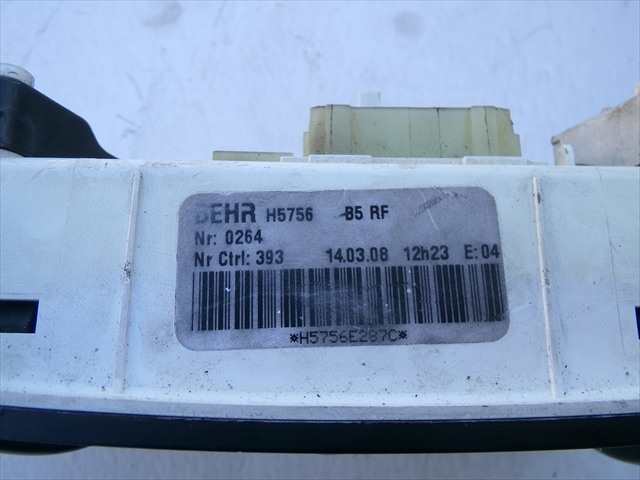 BEHR H5756 B5 RF
Nr: 0264
Nr Ctrl: 393 14.03.08 12h23 E: 04
*H5756E287C*